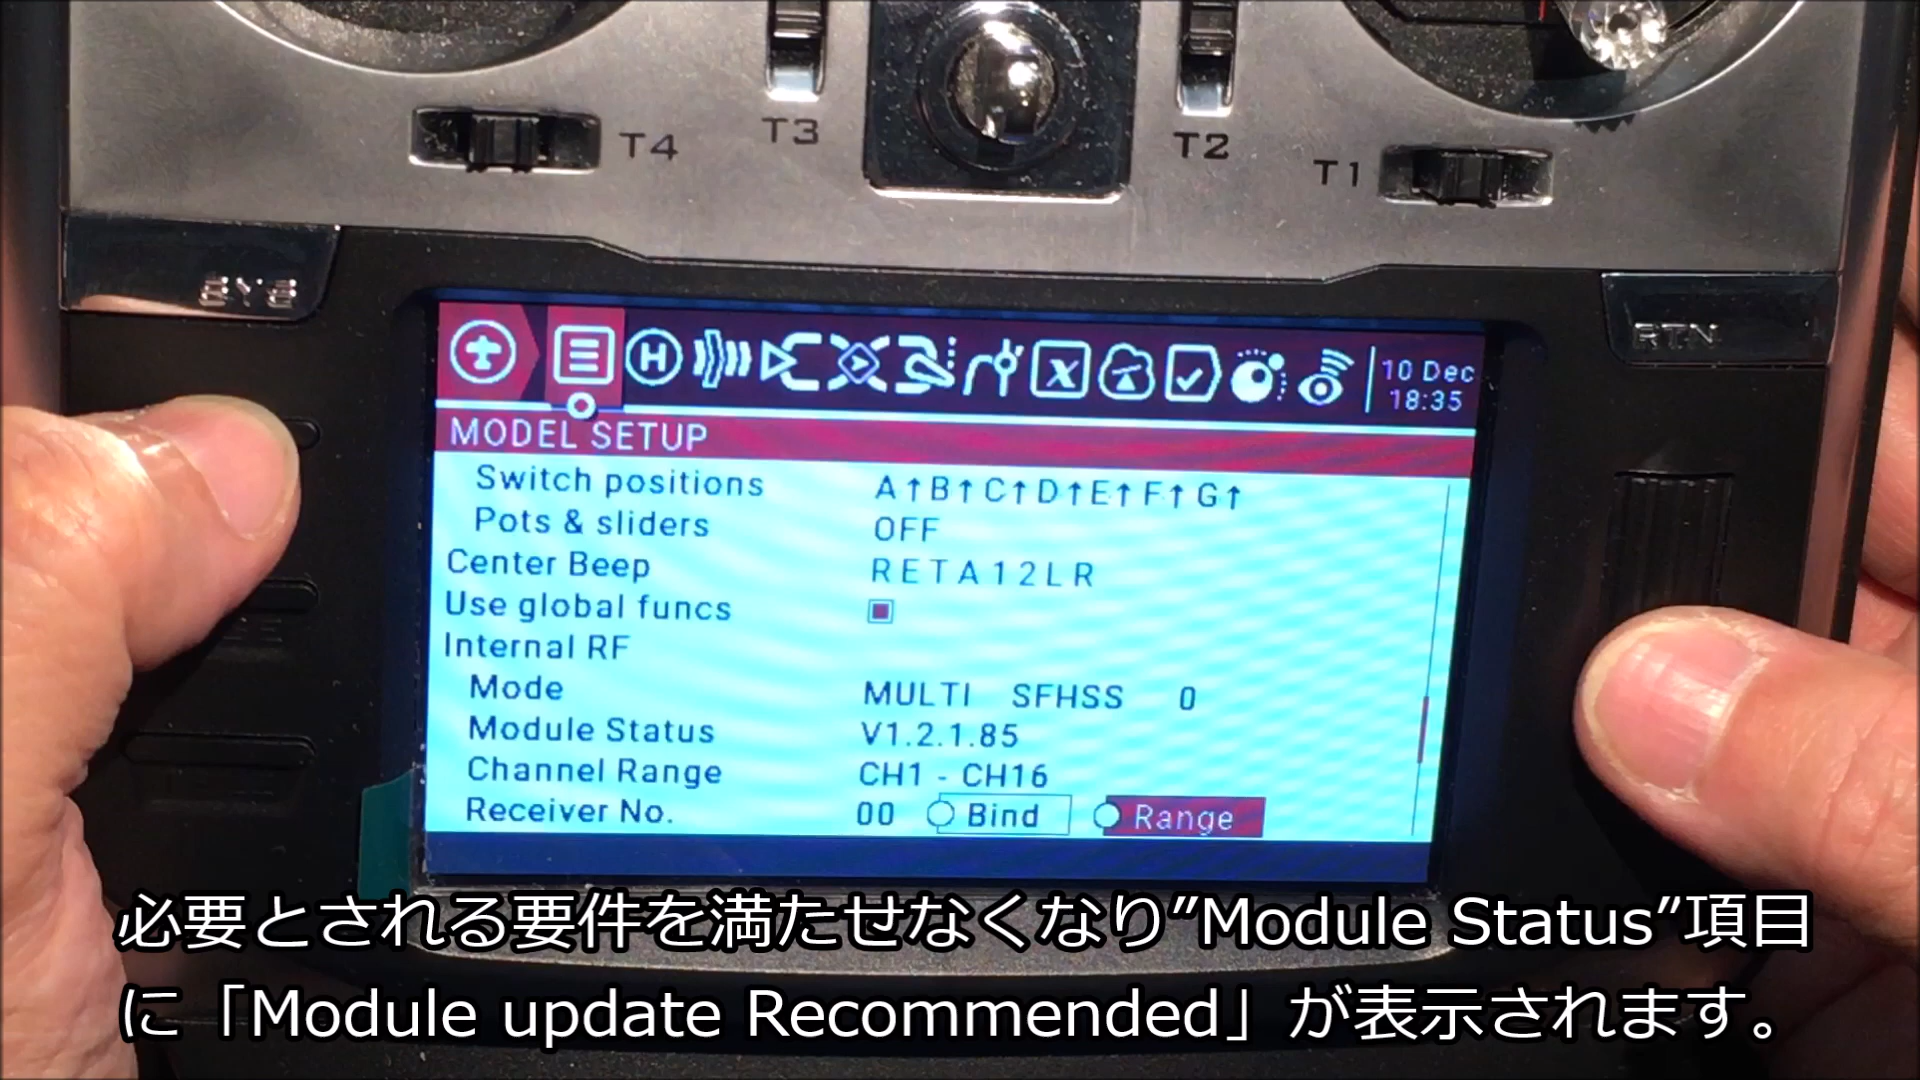 T4
T3
T2
T1
SYS
RTN
10 Dec
18:35
MODEL SETUP
Switch positions A↑B↑C↑D↑E↑F↑G↑
Pots & sliders OFF
Center Beep RETA12LR
Use global funcs
Internal RF
Mode MULTI SFHSS 0
Module Status V1.2.1.85
Channel Range CH1 - CH16
Receiver No. 00 Bind Range
必要とされる要件を満たせなくなり”Module Status”項目
に「Module update Recommended」が表示されます。